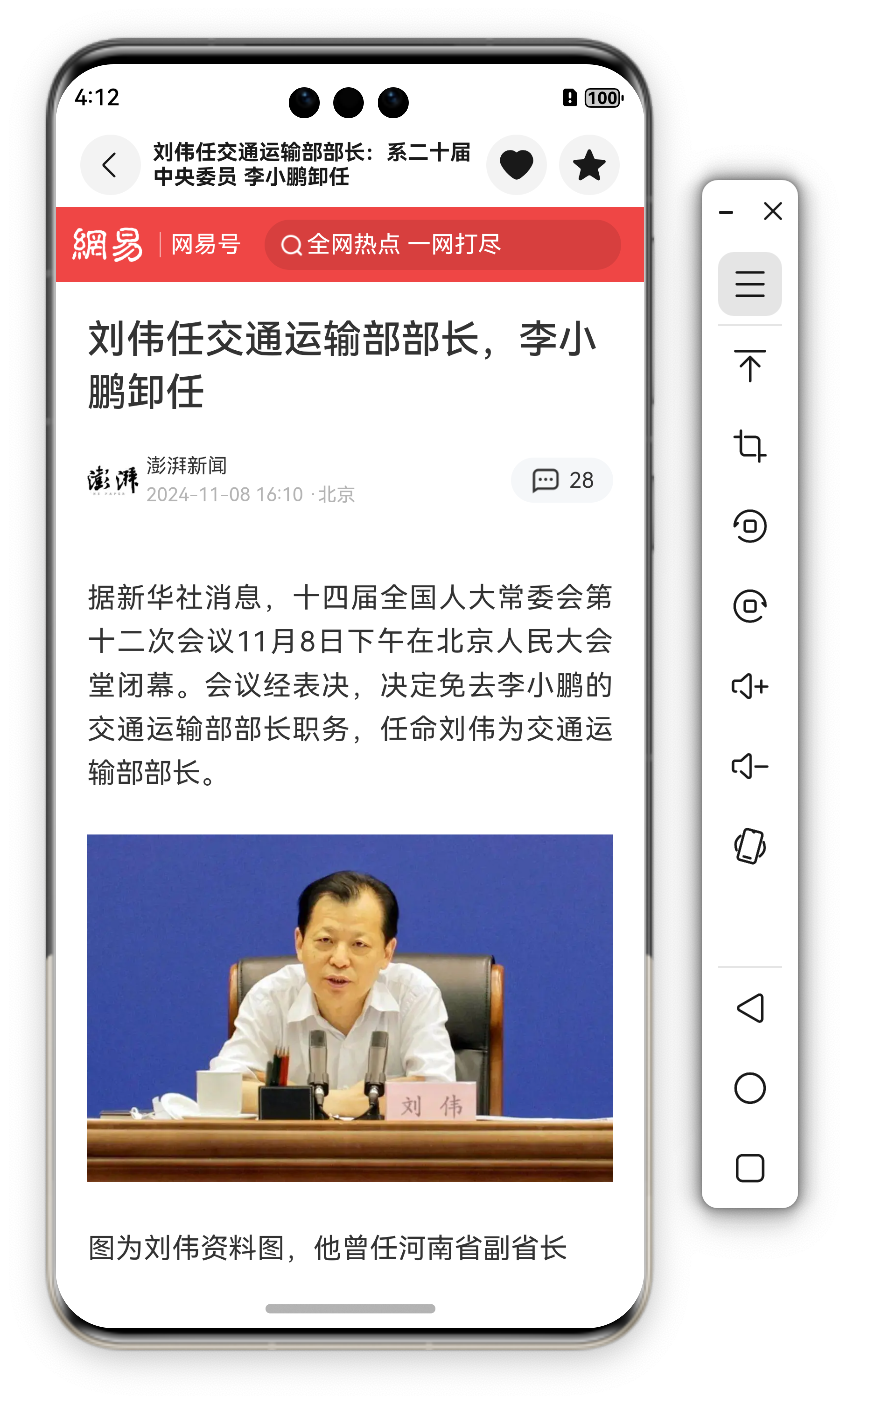 4:12
100
刘伟任交通运输部部长：系二十届
中央委员 李小鹏卸任
網易 网易号 全网热点 一网打尽
刘伟任交通运输部部长，李小
鹏卸任
澎湃
澎湃新闻
2024-11-08 16:10 · 北京
28
据新华社消息，十四届全国人大常委会第
十二次会议11月8日下午在北京人民大会
堂闭幕。会议经表决，决定免去李小鹏的
交通运输部部长职务，任命刘伟为交通运
输部部长。
刘 伟
图为刘伟资料图，他曾任河南省副省长